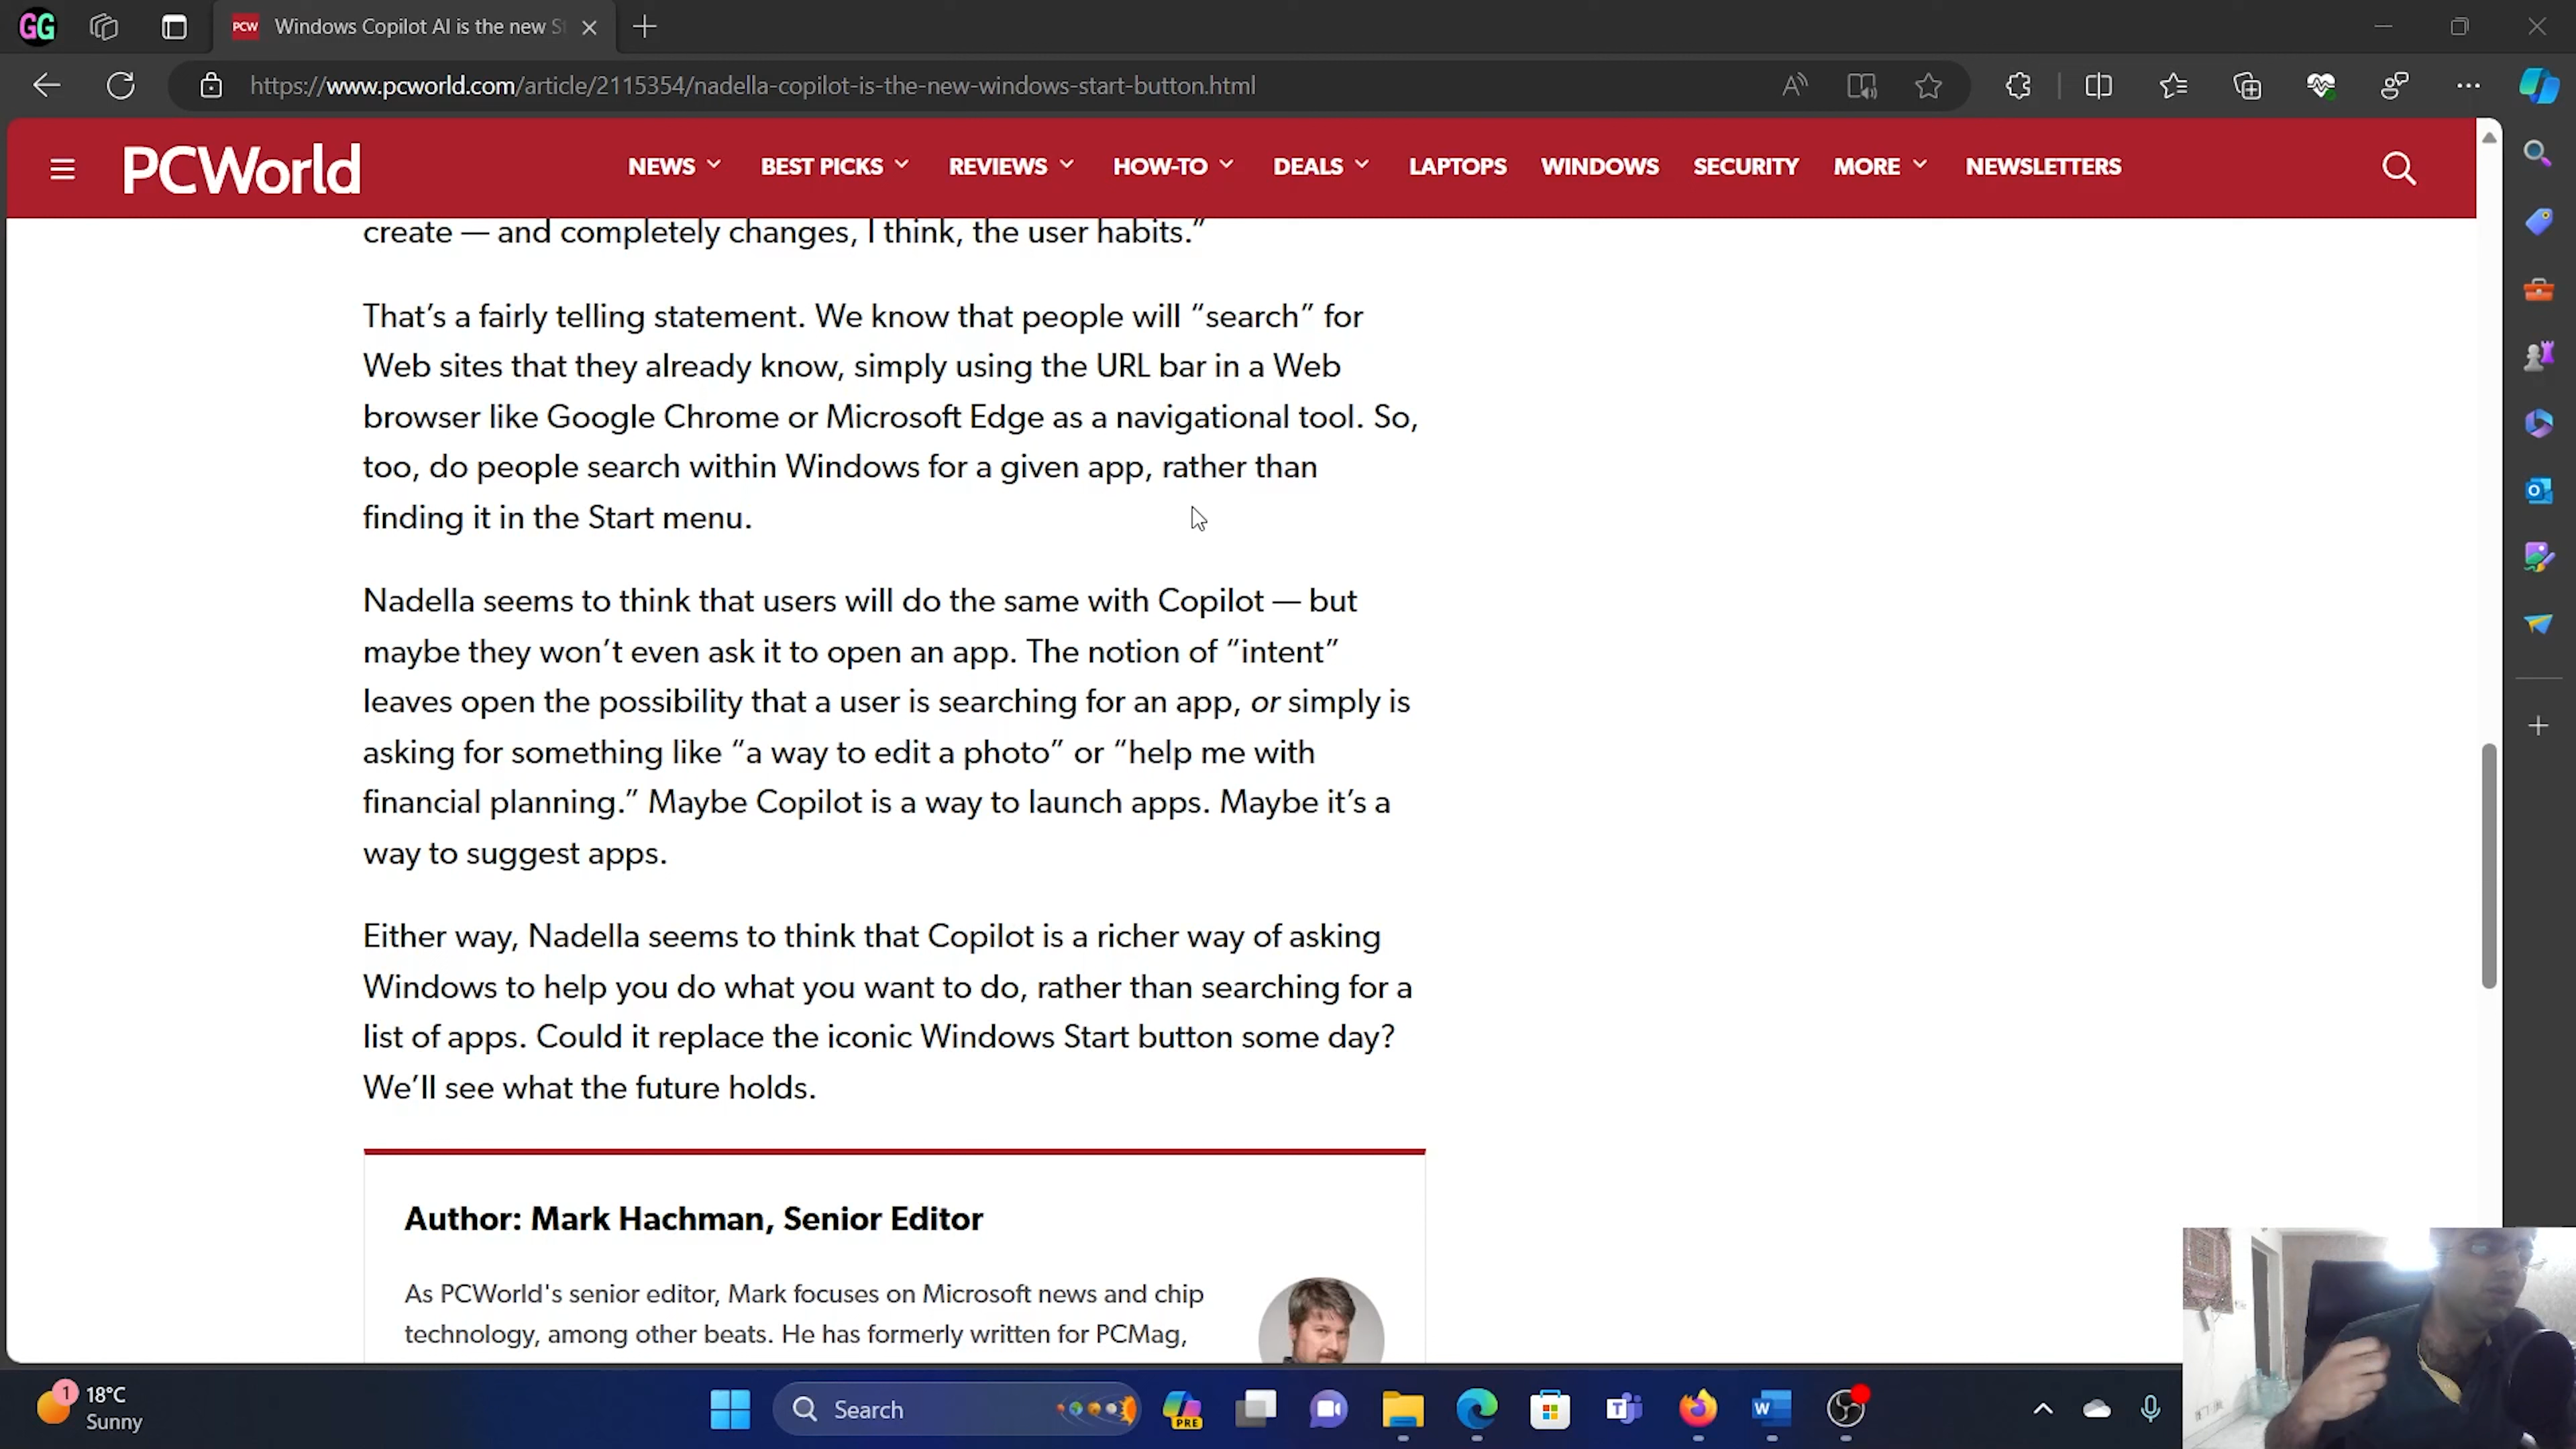 GG
PCW Windows Copilot AI is the new St
https://www.pcworld.com/article/2115354/nadella-copilot-is-the-new-windows-start-button.html
PCWorld NEWS BEST PICKS REVIEWS HOW-TO DEALS LAPTOPS WINDOWS SECURITY MORE NEWSLETTERS
create — and completely changes, I think, the user habits.”
That’s a fairly telling statement. We know that people will “search” for
Web sites that they already know, simply using the URL bar in a Web
browser like Google Chrome or Microsoft Edge as a navigational tool. So,
too, do people search within Windows for a given app, rather than
finding it in the Start menu.
Nadella seems to think that users will do the same with Copilot — but
maybe they won’t even ask it to open an app. The notion of “intent”
leaves open the possibility that a user is searching for an app, or simply is
asking for something like “a way to edit a photo” or “help me with
financial planning.” Maybe Copilot is a way to launch apps. Maybe it’s a
way to suggest apps.
Either way, Nadella seems to think that Copilot is a richer way of asking
Windows to help you do what you want to do, rather than searching for a
list of apps. Could it replace the iconic Windows Start button some day?
We’ll see what the future holds.
Author: Mark Hachman, Senior Editor
As PCWorld's senior editor, Mark focuses on Microsoft news and chip
technology, among other beats. He has formerly written for PCMag,
1 18°C
Sunny
Search
PRE